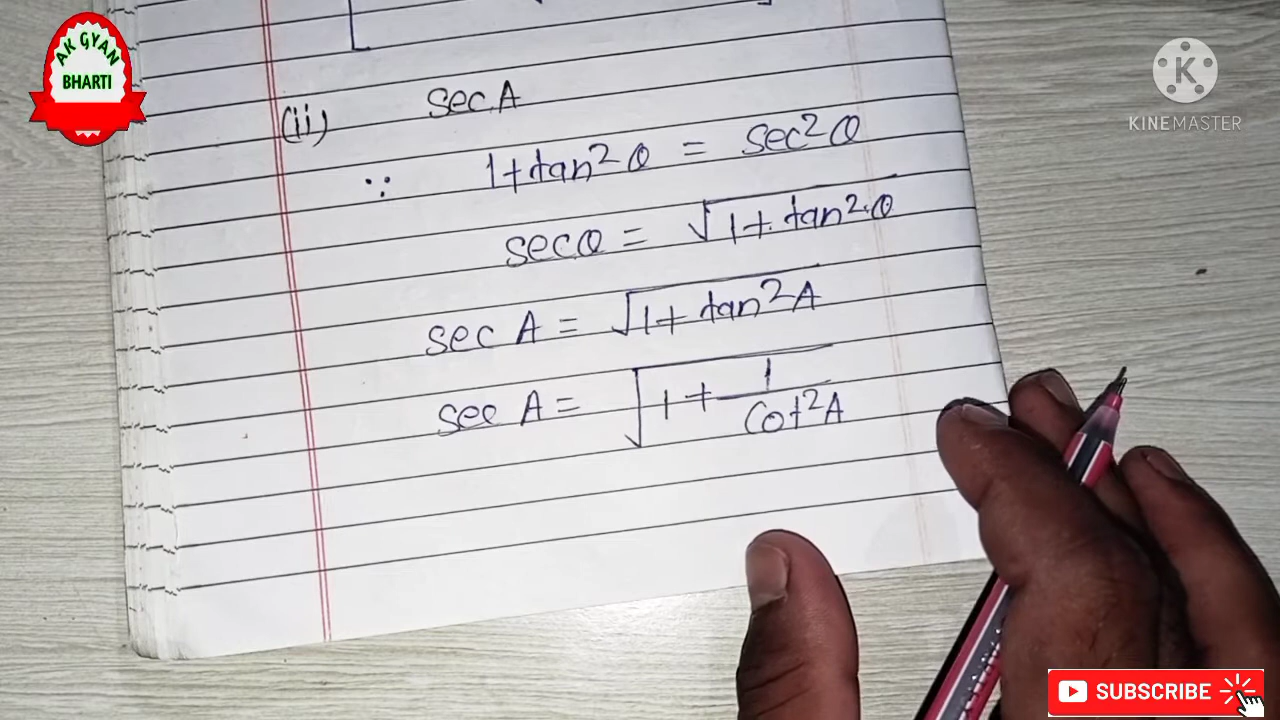 AK GYAN
BHARTI
K
KINEMASTER
(ii) sec A
∵ 1+tan²θ = sec²θ
secθ = √1+tan²θ
sec A = √1+tan²A
sec A = √1+1/cot²A
SUBSCRIBE